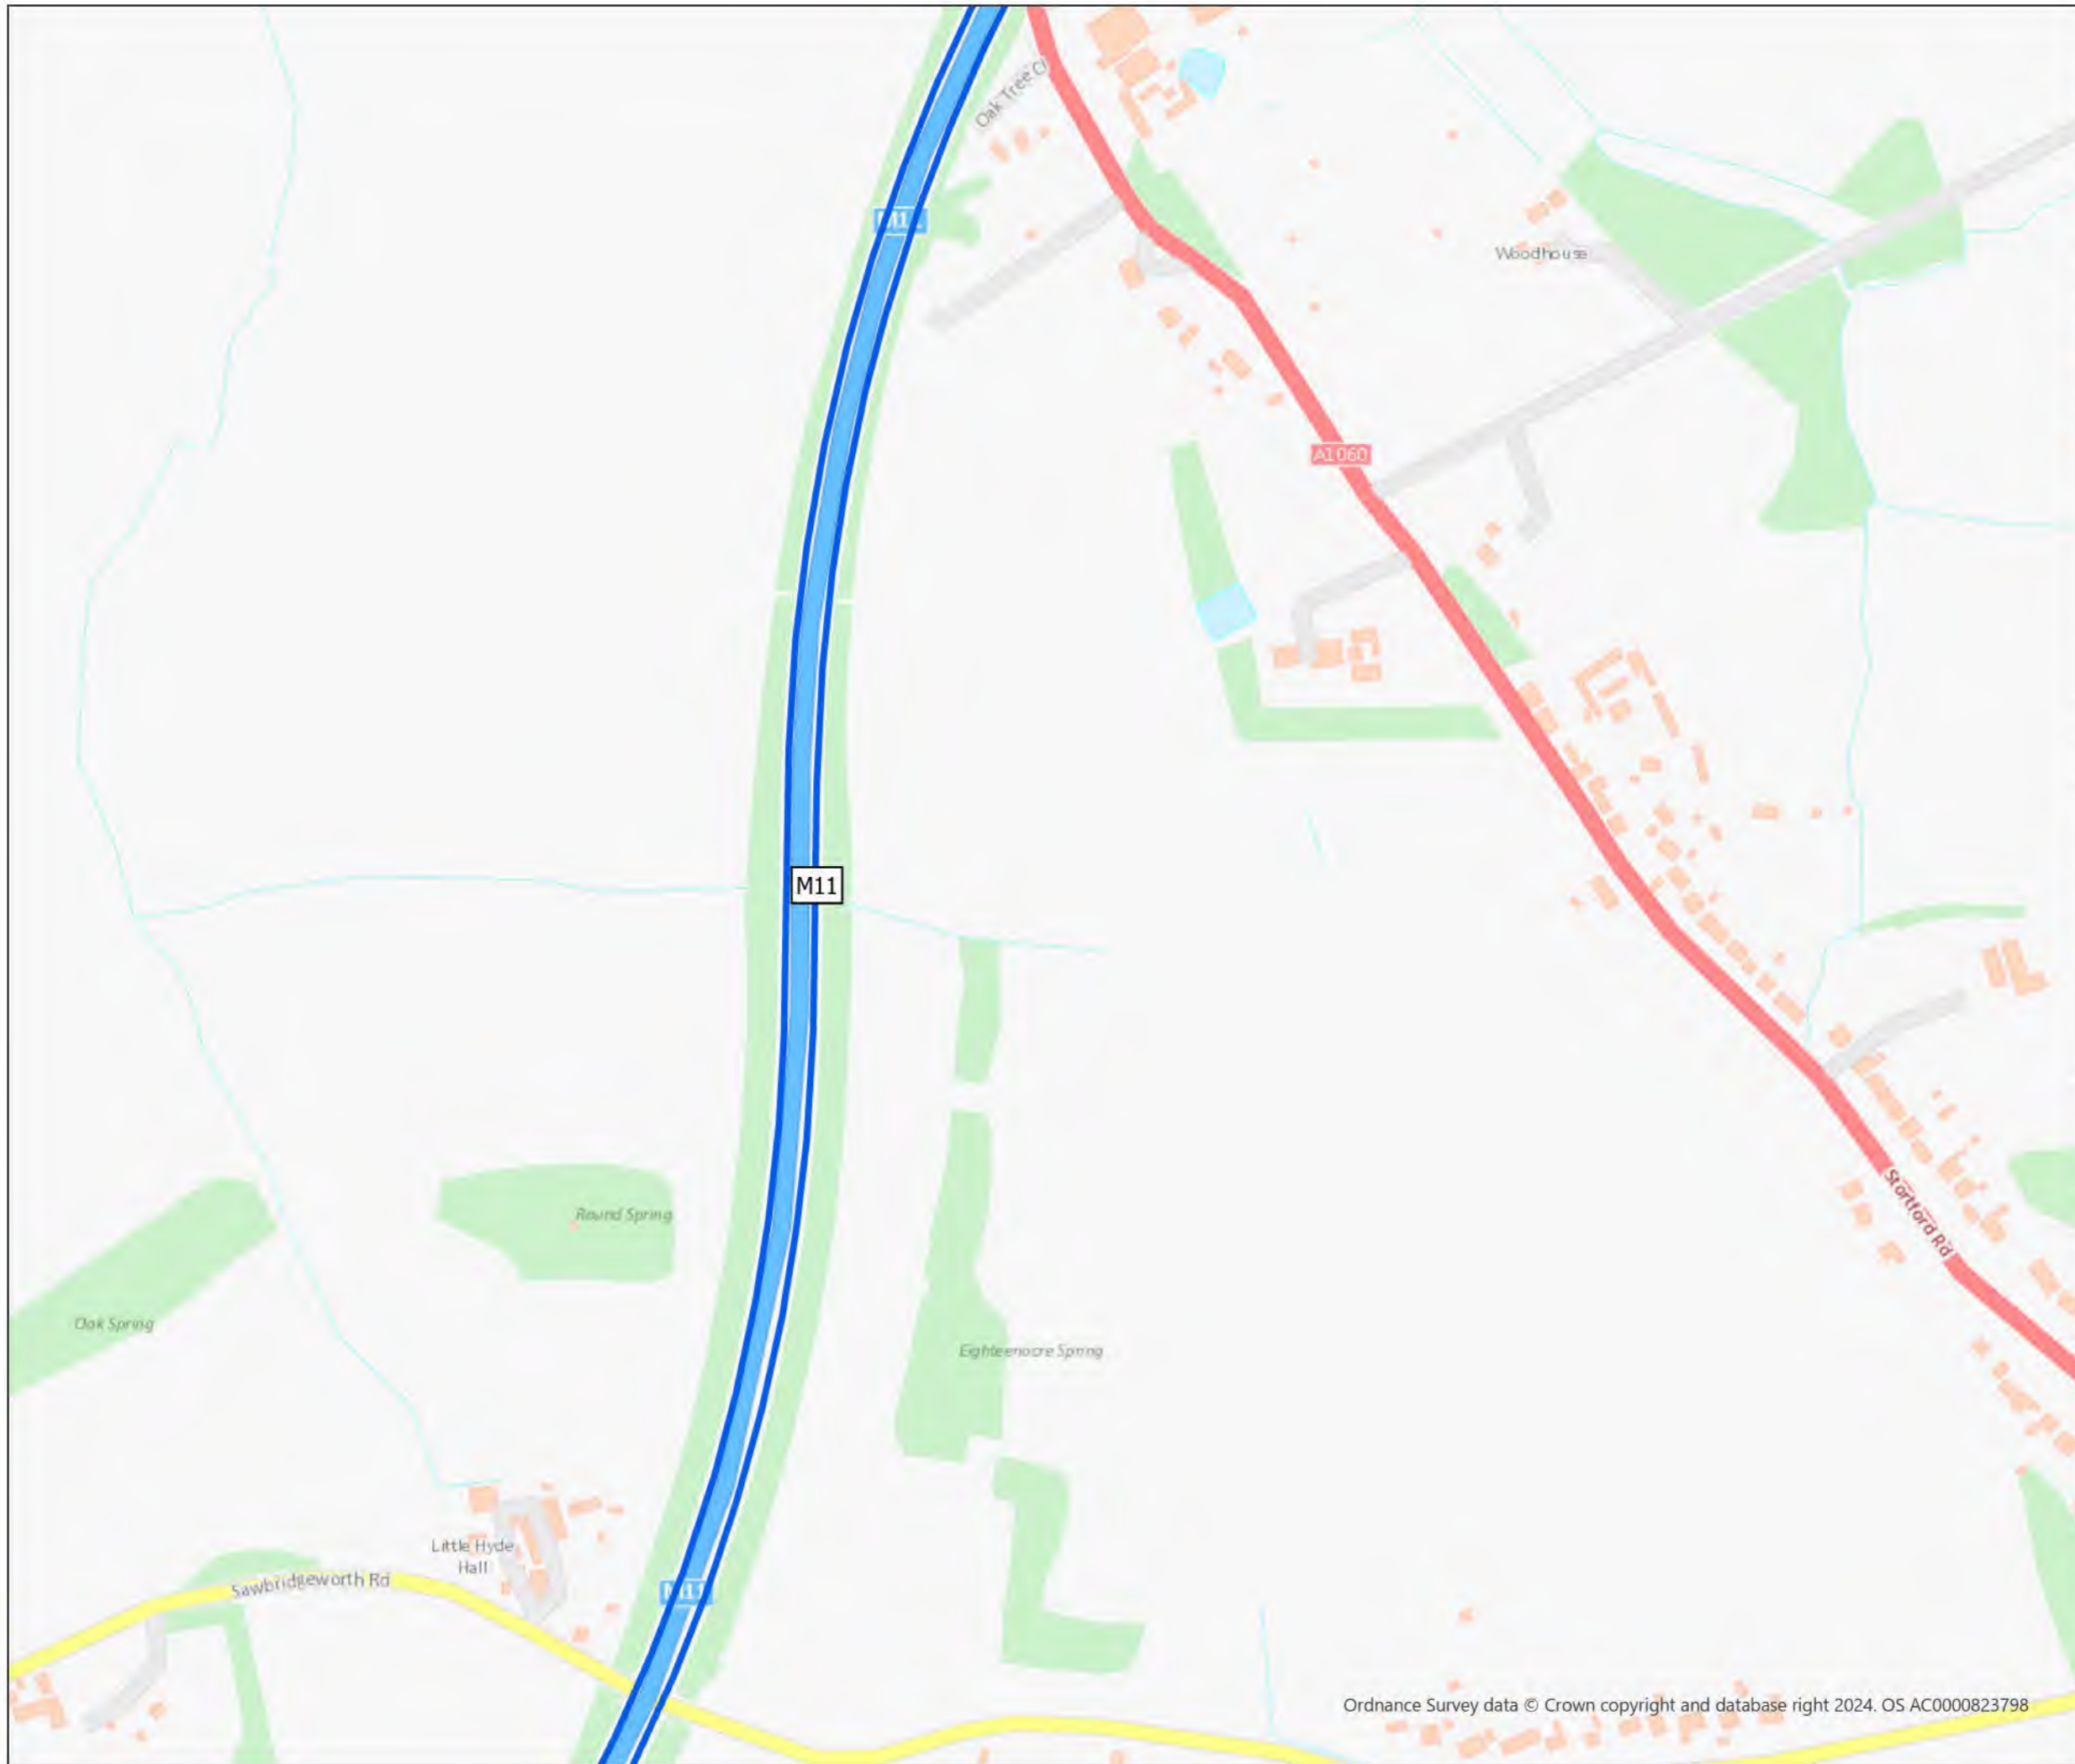 Oak Tree Cl
M11
Woodhouse
A1060
M11
Round Spring
Stortford Rd
Oak Spring
Eighteenacre Spring
Little Hyde
Hall
Sawbridgeworth Rd
M11
Ordnance Survey data © Crown copyright and database right 2024. OS AC0000823798